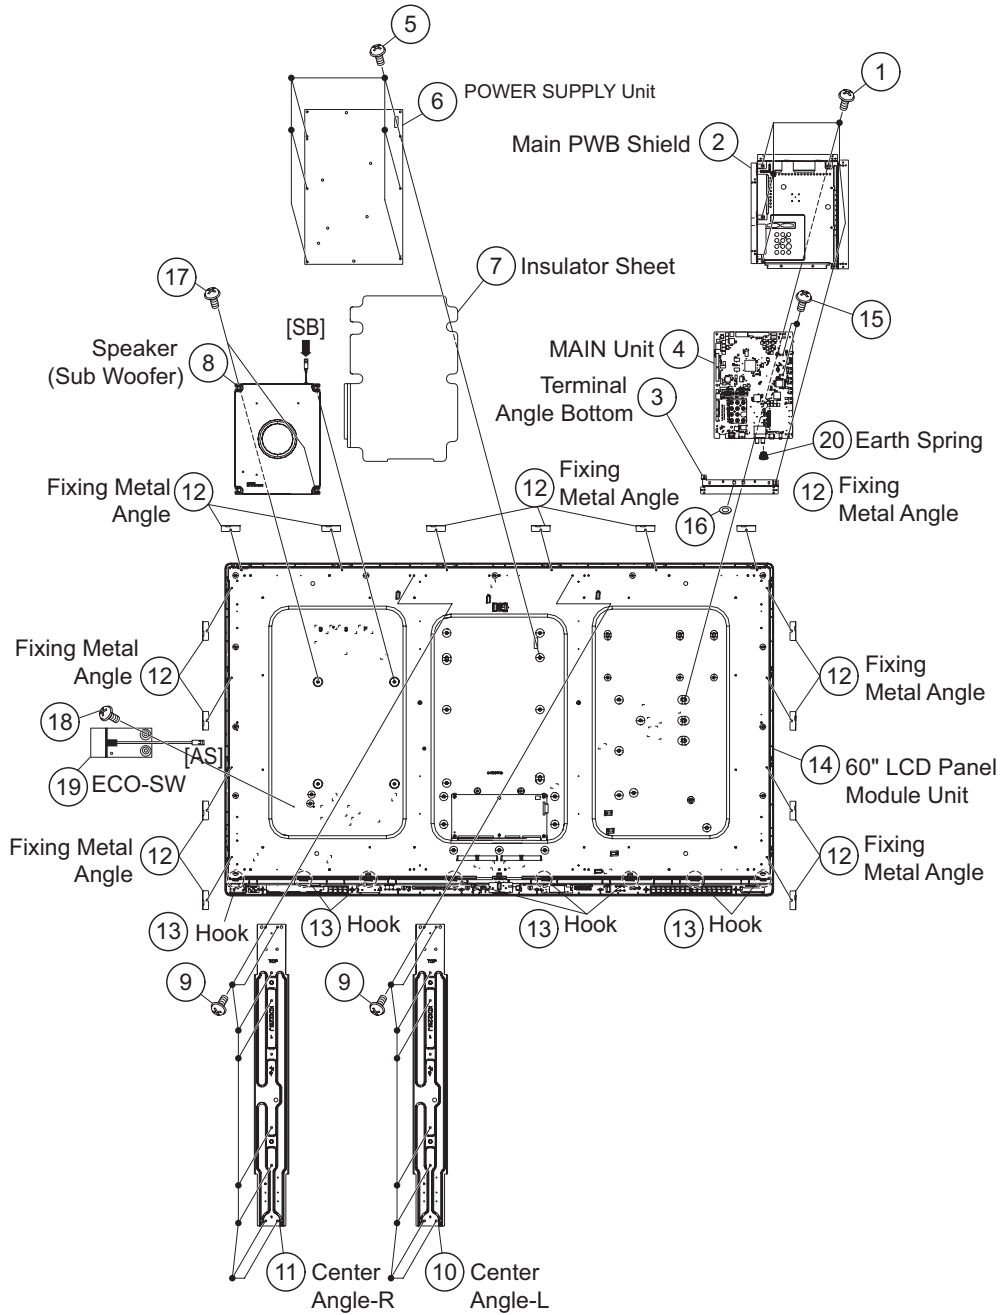 5
6 POWER SUPPLY Unit
1
Main PWB Shield 2
17
7 Insulator Sheet
15
[SB]
Speaker
(Sub Woofer) 8
MAIN Unit 4
Terminal
Angle Bottom 3
20 Earth Spring
Fixing Metal
Angle 12
12 Fixing
Metal Angle
16
12 Fixing
Metal Angle
Fixing Metal
Angle 12
12 Fixing
Metal Angle
18
[AS]
19 ECO-SW
14 60" LCD Panel
Module Unit
Fixing Metal
Angle 12
12 Fixing
Metal Angle
13 Hook
13 Hook
13 Hook
13 Hook
9
9
TOP
TOP
11 Center
Angle-R
10 Center
Angle-L